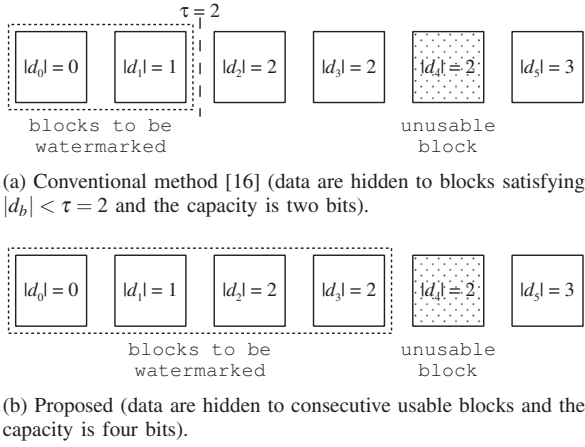 τ = 2
|d₀| = 0 |d₁| = 1 |d₂| = 2 |d₃| = 2 |d₄| = 2 |d₅| = 3
blocks to be unusable
watermarked block
(a) Conventional method [16] (data are hidden to blocks satisfying
|d_b| < τ = 2 and the capacity is two bits).
|d₀| = 0 |d₁| = 1 |d₂| = 2 |d₃| = 2 |d₄| = 2 |d₅| = 3
blocks to be unusable
watermarked block
(b) Proposed (data are hidden to consecutive usable blocks and the
capacity is four bits).